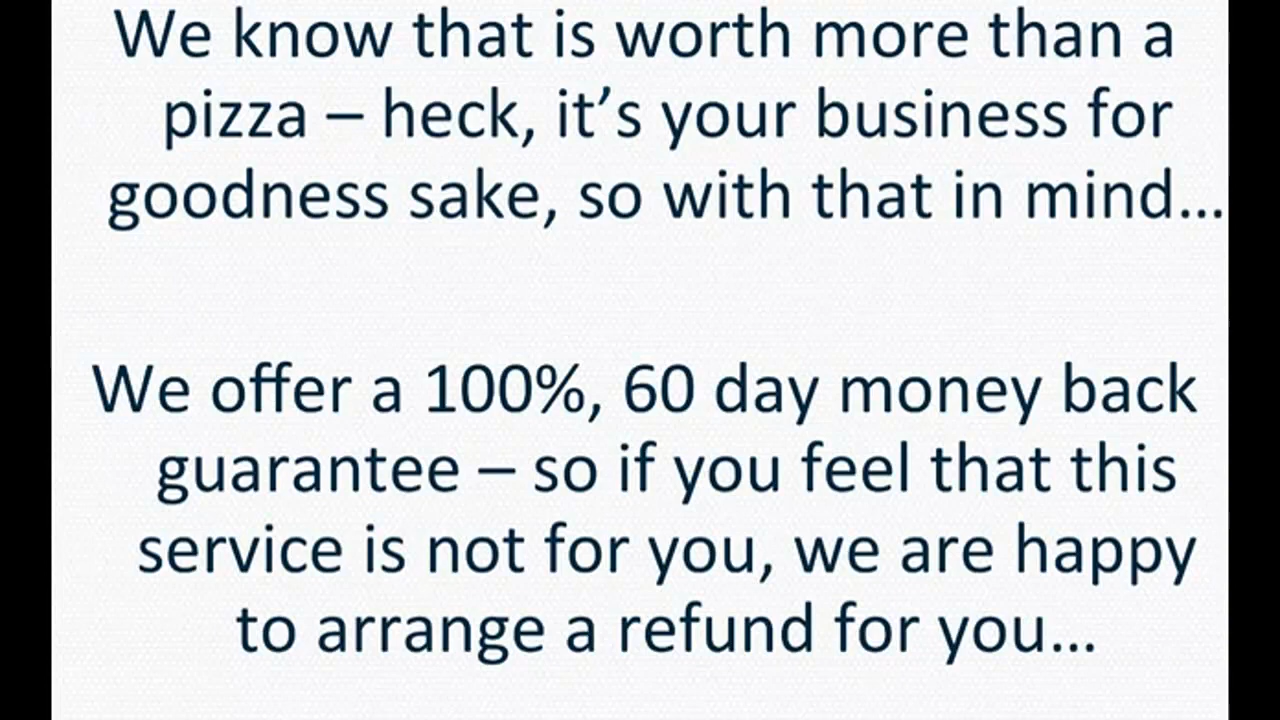 We know that is worth more than a
pizza – heck, it’s your business for
goodness sake, so with that in mind…
We offer a 100%, 60 day money back
guarantee – so if you feel that this
service is not for you, we are happy
to arrange a refund for you…